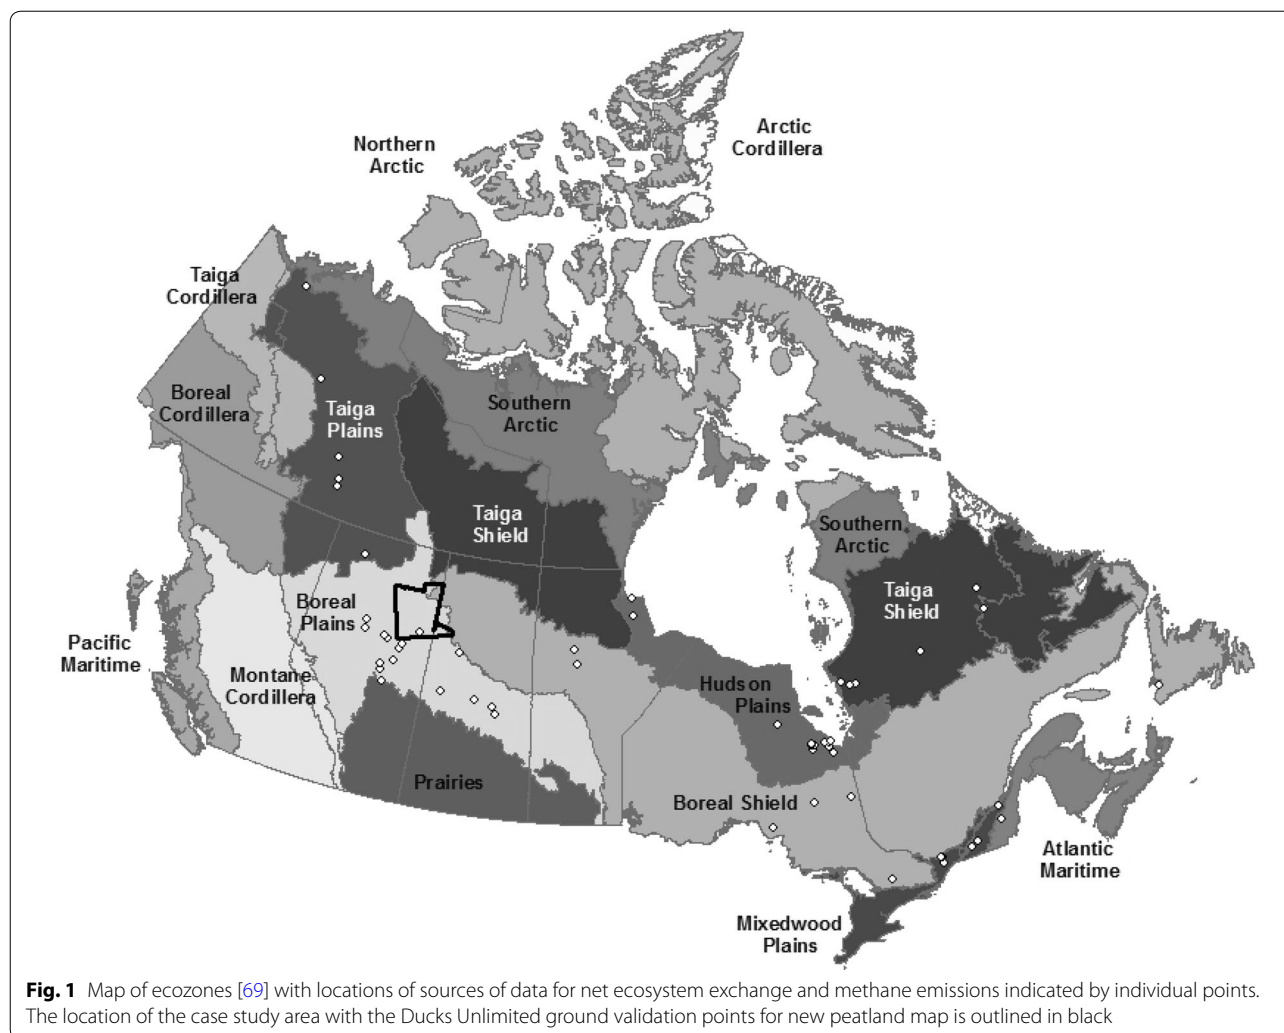 Arctic
Cordillera
Northern
Arctic
Taiga
Cordillera
Boreal
Cordillera
Taiga
Plains
Southern
Arctic
Taiga
Shield
Southern
Arctic
Taiga
Shield
Boreal
Plains
Pacific
Maritime
Montane
Cordillera
Hudson
Plains
Prairies
Boreal Shield
Atlantic
Maritime
Mixedwood
Plains
Fig. 1 Map of ecozones [69] with locations of sources of data for net ecosystem exchange and methane emissions indicated by individual points.
The location of the case study area with the Ducks Unlimited ground validation points for new peatland map is outlined in black